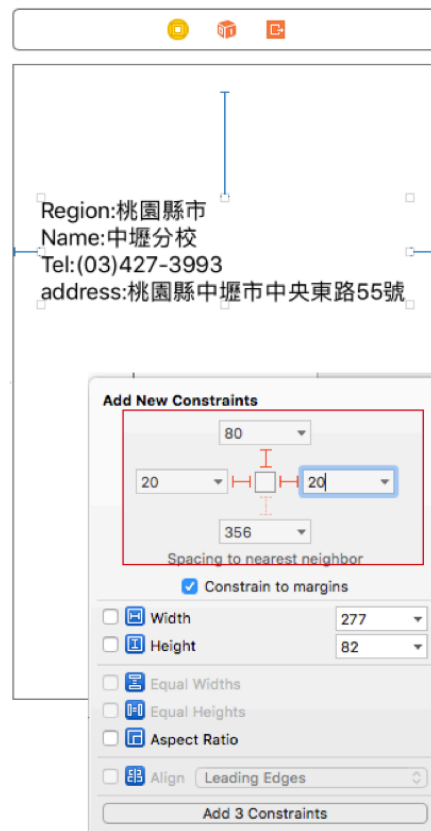 Region:桃園縣市
Name:中壢分校
Tel:(03)427-3993
address:桃園縣中壢市中央東路55號
Add New Constraints
80
20
20
356
Spacing to nearest neighbor
Constrain to margins
Width 277
Height 82
Equal Widths
Equal Heights
Aspect Ratio
Align Leading Edges
Add 3 Constraints